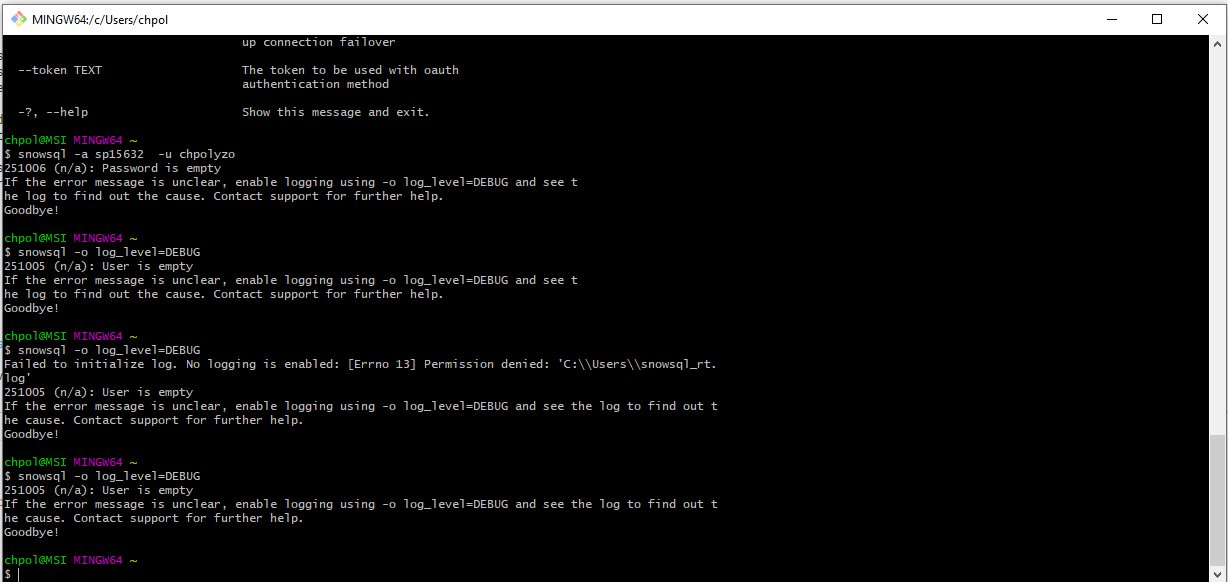 MINGW64:/c/Users/chpol
up connection failover
--token TEXT The token to be used with oauth
authentication method
-?, --help Show this message and exit.
chpol@MSI MINGW64 ~
$ snowsql -a sp15632  -u chpolyzo
251006 (n/a): Password is empty
If the error message is unclear, enable logging using -o log_level=DEBUG and see t
he log to find out the cause. Contact support for further help.
Goodbye!
chpol@MSI MINGW64 ~
$ snowsql -o log_level=DEBUG
251005 (n/a): User is empty
If the error message is unclear, enable logging using -o log_level=DEBUG and see t
he log to find out the cause. Contact support for further help.
Goodbye!
chpol@MSI MINGW64 ~
$ snowsql -o log_level=DEBUG
Failed to initialize log. No logging is enabled: [Errno 13] Permission denied: 'C:\\Users\\snowsql_rt.
log'
251005 (n/a): User is empty
If the error message is unclear, enable logging using -o log_level=DEBUG and see the log to find out t
he cause. Contact support for further help.
Goodbye!
chpol@MSI MINGW64 ~
$ snowsql -o log_level=DEBUG
251005 (n/a): User is empty
If the error message is unclear, enable logging using -o log_level=DEBUG and see the log to find out t
he cause. Contact support for further help.
Goodbye!
chpol@MSI MINGW64 ~
$